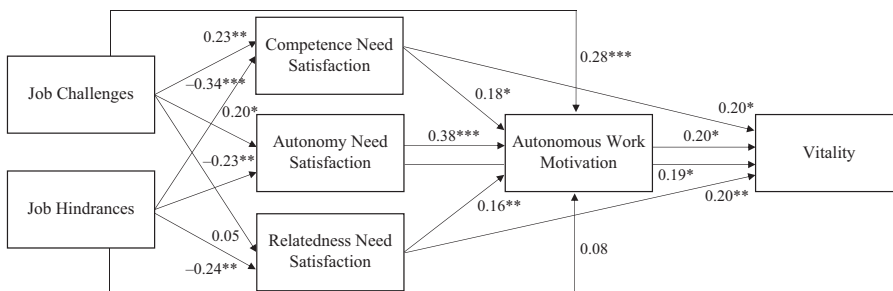 0.23**
Competence Need
Satisfaction
0.28***
–0.34***
Job Challenges
0.18*
0.20*
0.20*
Autonomy Need
Satisfaction
0.38***
Autonomous Work
Motivation
0.20*
Vitality
–0.23**
0.19*
Job Hindrances
0.16**
0.20**
0.05
Relatedness Need
Satisfaction
0.08
–0.24**